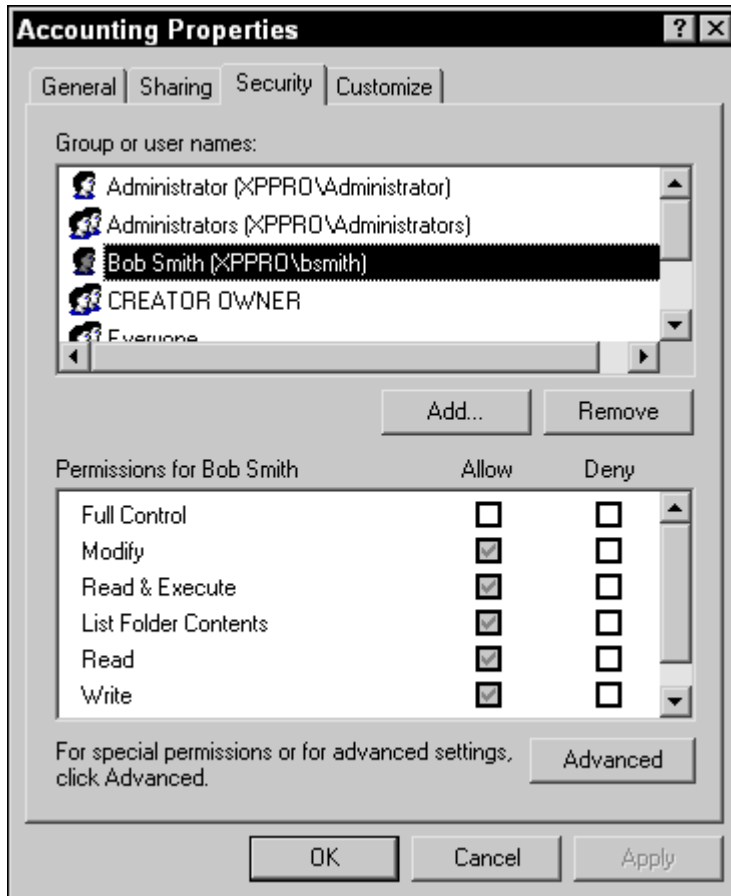 Accounting Properties
General Sharing Security Customize
Group or user names:
Administrator (XPPRO\Administrator)
Administrators (XPPRO\Administrators)
Bob Smith (XPPRO\bsmith)
CREATOR OWNER
Everyone
Add... Remove
Permissions for Bob Smith Allow Deny
Full Control
Modify
Read & Execute
List Folder Contents
Read
Write
For special permissions or for advanced settings,
click Advanced.
Advanced
OK Cancel Apply